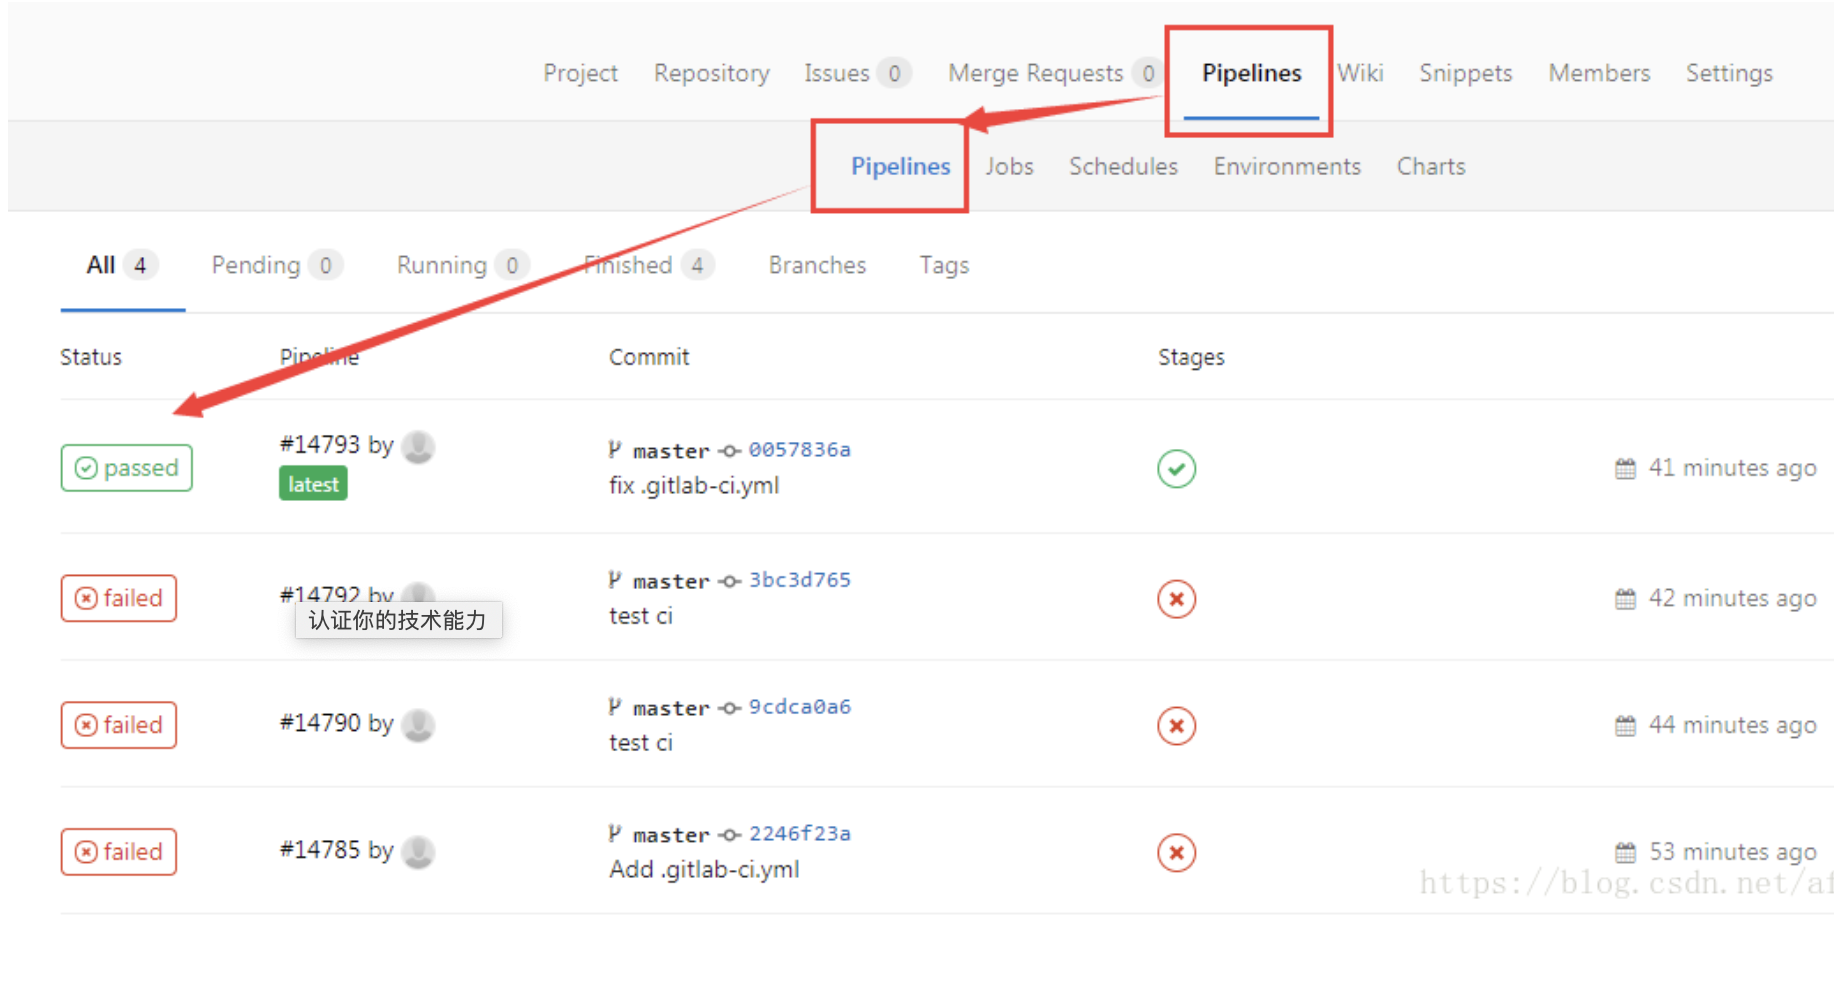 Project Repository Issues 0 Merge Requests 0 Pipelines Wiki Snippets Members Settings
Pipelines Jobs Schedules Environments Charts
All 4 Pending 0 Running 0 Finished 4 Branches Tags
Status Pipeline Commit Stages
passed #14793 by master 0057836a 41 minutes ago
latest fix .gitlab-ci.yml
failed #14792 by master 3bc3d765 42 minutes ago
认证你的技术能力 test ci
failed #14790 by master 9cdca0a6 44 minutes ago
test ci
failed #14785 by master 2246f23a 53 minutes ago
Add .gitlab-ci.yml
https://blog.csdn.net/af